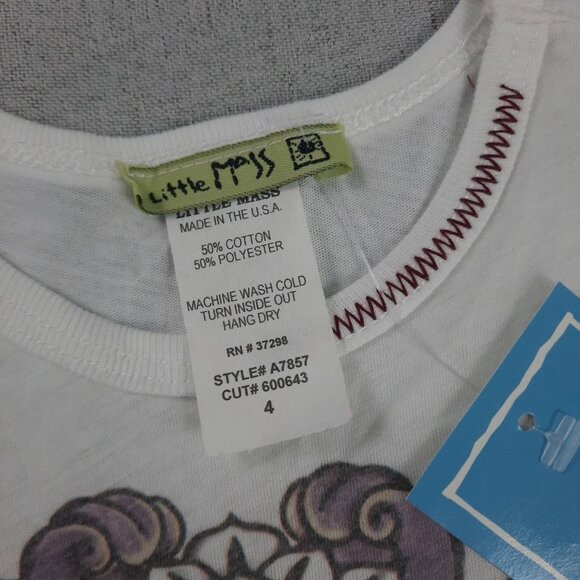 Little Mass
LITTLE MASS
MADE IN THE U.S.A.
50% COTTON
50% POLYESTER
MACHINE WASH COLD
TURN INSIDE OUT
HANG DRY
RN # 37298
STYLE# A7857
CUT# 600643
4